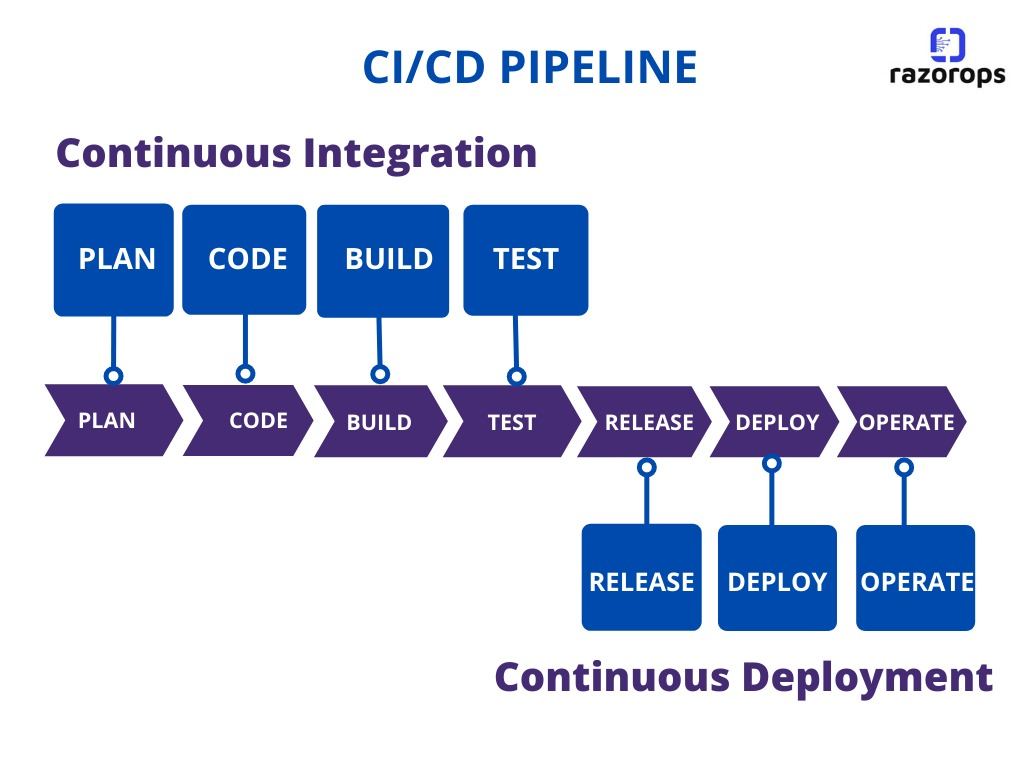 CI/CD PIPELINE
razorops
Continuous Integration
PLAN CODE BUILD TEST
PLAN CODE BUILD TEST RELEASE DEPLOY OPERATE
RELEASE DEPLOY OPERATE
Continuous Deployment